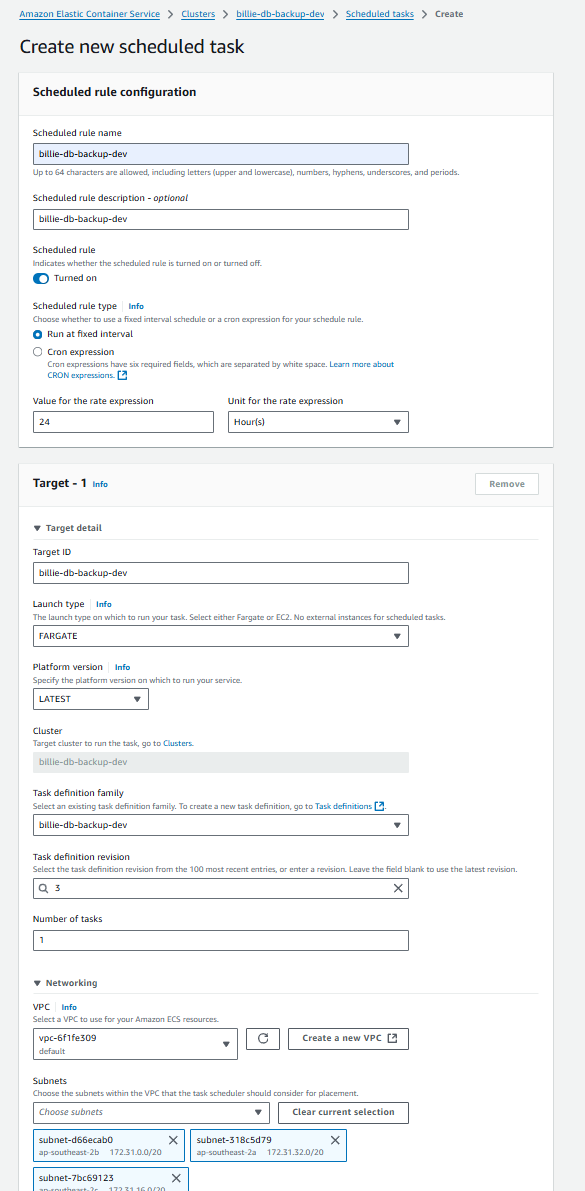 Amazon Elastic Container Service > Clusters > billie-db-backup-dev > Scheduled tasks > Create
Create new scheduled task
Scheduled rule configuration
Scheduled rule name
billie-db-backup-dev
Up to 64 characters are allowed, including letters (upper and lowercase), numbers, hyphens, underscores, and periods.
Scheduled rule description - optional
billie-db-backup-dev
Scheduled rule
Indicates whether the scheduled rule is turned on or turned off.
Turned on
Scheduled rule type | Info
Choose whether to use a fixed interval schedule or a cron expression for your schedule rule.
Run at fixed interval
Cron expression
Cron expressions have six required fields, which are separated by white space. Learn more about
CRON expressions.
Value for the rate expression
Unit for the rate expression
24
Hour(s)
Target - 1 Info
Remove
Target detail
Target ID
billie-db-backup-dev
Launch type | Info
The launch type on which to run your task. Select either Fargate or EC2. No external instances for scheduled tasks.
FARGATE
Platform version | Info
Specify the platform version on which to run your service.
LATEST
Cluster
Target cluster to run the task, go to Clusters.
billie-db-backup-dev
Task definition family
Select an existing task definition family. To create a new task definition, go to Task definitions .
billie-db-backup-dev
Task definition revision
Select the task definition revision from the 100 most recent entries, or enter a revision. Leave the field blank to use the latest revision.
3
Number of tasks
1
Networking
VPC | Info
Select a VPC to use for your Amazon ECS resources.
vpc-6f1fe309
default
Create a new VPC
Subnets
Choose the subnets within the VPC that the task scheduler should consider for placement.
Choose subnets
Clear current selection
subnet-d66ecab0
ap-southeast-2b 172.31.0.0/20
subnet-318c5d79
ap-southeast-2a 172.31.32.0/20
subnet-7bc69123
ap-southeast-2c 172.31.16.0/20